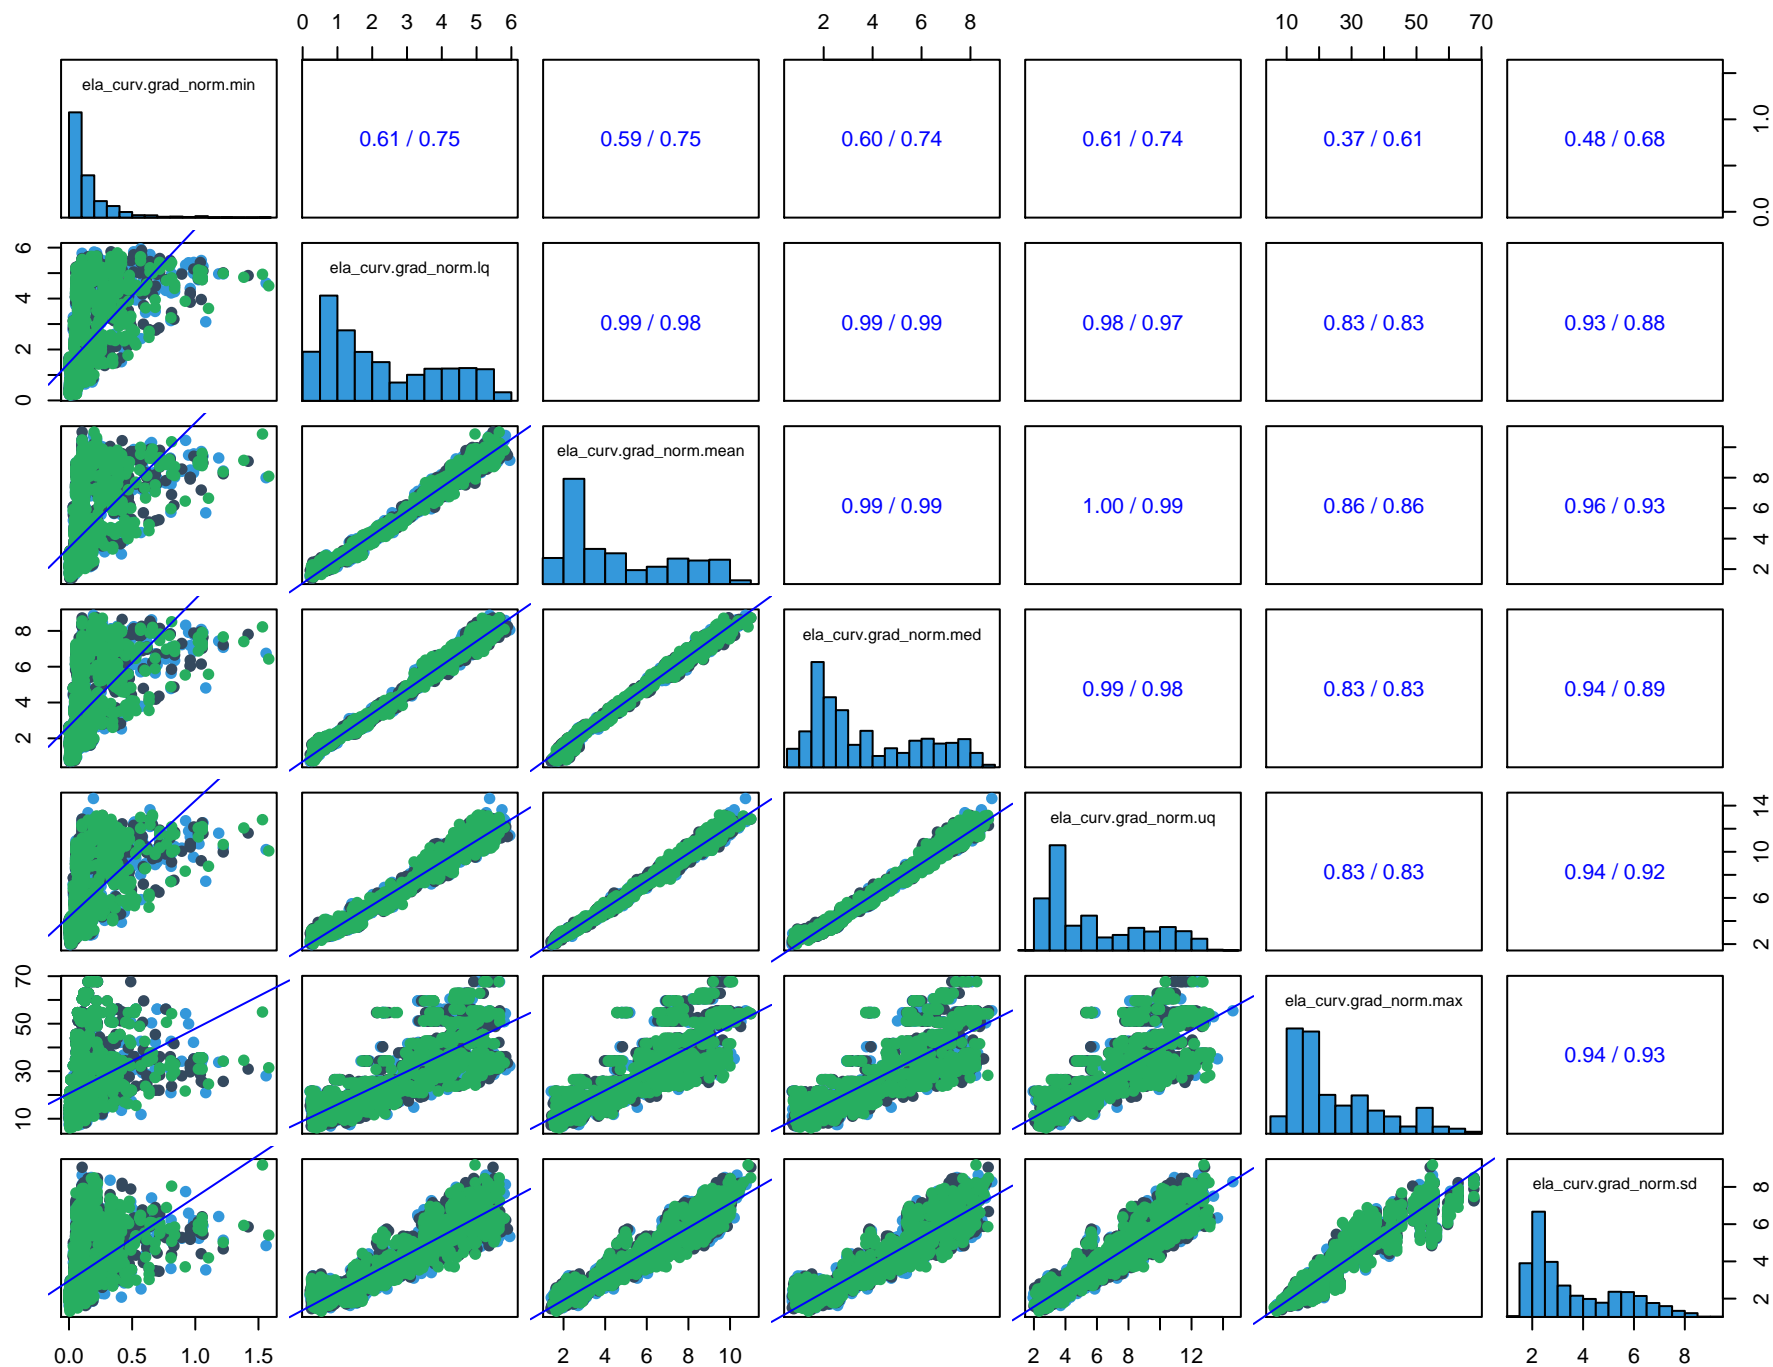 0 1 2 3 4 5 6
2 4 6 8
10 30 50 70
ela_curv.grad_norm.min
0.61 / 0.75
0.59 / 0.75
0.60 / 0.74
0.61 / 0.74
0.37 / 0.61
0.48 / 0.68
0.0 1.0
0 2 4 6
ela_curv.grad_norm.lq
0.99 / 0.98
0.99 / 0.99
0.98 / 0.97
0.83 / 0.83
0.93 / 0.88
ela_curv.grad_norm.mean
0.99 / 0.99
1.00 / 0.99
0.86 / 0.86
0.96 / 0.93
2 4 6 8
2 4 6 8
ela_curv.grad_norm.med
0.99 / 0.98
0.83 / 0.83
0.94 / 0.89
ela_curv.grad_norm.uq
0.83 / 0.83
0.94 / 0.92
2 6 10 14
10 30 50 70
ela_curv.grad_norm.max
0.94 / 0.93
ela_curv.grad_norm.sd
2 4 6 8
0.0 0.5 1.0 1.5
2 4 6 8 10
2 4 6 8 12
2 4 6 8